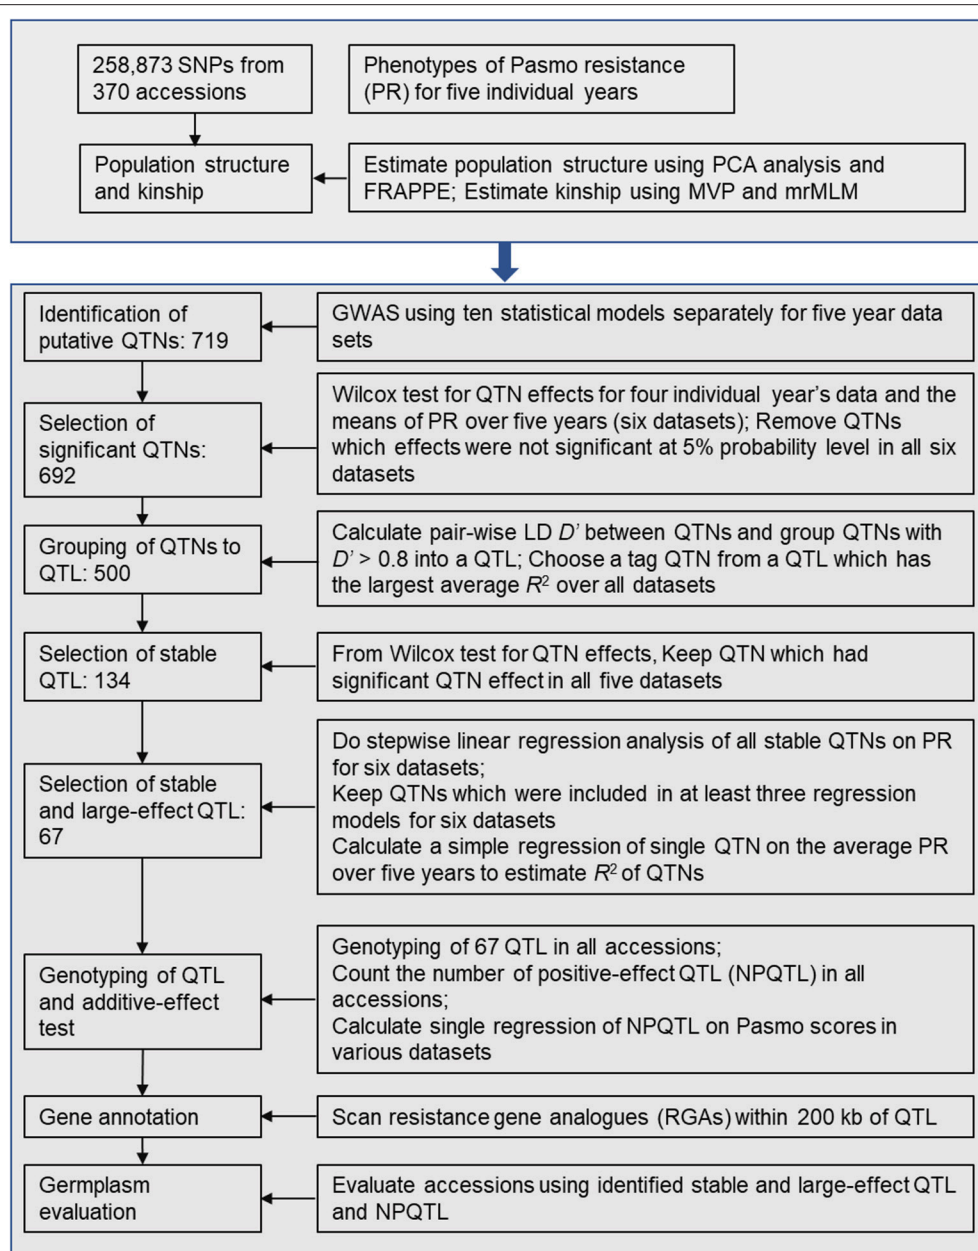 258,873 SNPs from
370 accessions
Phenotypes of Pasmo resistance
(PR) for five individual years
Population structure
and kinship
Estimate population structure using PCA analysis and
FRAPPE; Estimate kinship using MVP and mrMLM
Identification of
putative QTNs: 719
GWAS using ten statistical models separately for five year data
sets
Selection of
significant QTNs:
692
Wilcox test for QTN effects for four individual year's data and the
means of PR over five years (six datasets); Remove QTNs
which effects were not significant at 5% probability level in all six
datasets
Grouping of QTNs to
QTL: 500
Calculate pair-wise LD D' between QTNs and group QTNs with
D' > 0.8 into a QTL; Choose a tag QTN from a QTL which has
the largest average R² over all datasets
Selection of stable
QTL: 134
From Wilcox test for QTN effects, Keep QTN which had
significant QTN effect in all five datasets
Selection of stable
and large-effect QTL:
67
Do stepwise linear regression analysis of all stable QTNs on PR
for six datasets;
Keep QTNs which were included in at least three regression
models for six datasets
Calculate a simple regression of single QTN on the average PR
over five years to estimate R² of QTNs
Genotyping of QTL
and additive-effect
test
Genotyping of 67 QTL in all accessions;
Count the number of positive-effect QTL (NPQTL) in all
accessions;
Calculate single regression of NPQTL on Pasmo scores in
various datasets
Gene annotation
Scan resistance gene analogues (RGAs) within 200 kb of QTL
Germplasm
evaluation
Evaluate accessions using identified stable and large-effect QTL
and NPQTL